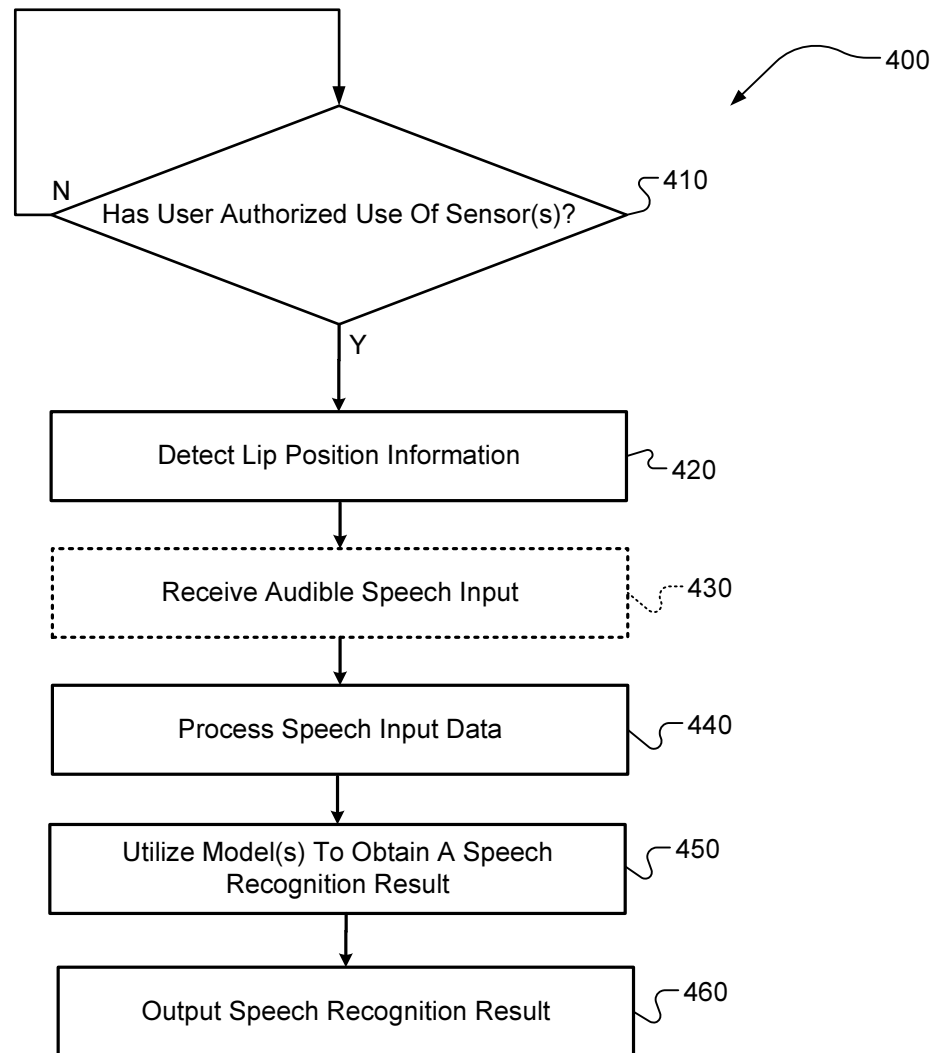 400
410
N
Has User Authorized Use Of Sensor(s)?
Y
Detect Lip Position Information
420
Receive Audible Speech Input
430
Process Speech Input Data
440
Utilize Model(s) To Obtain A Speech
Recognition Result
450
Output Speech Recognition Result
460